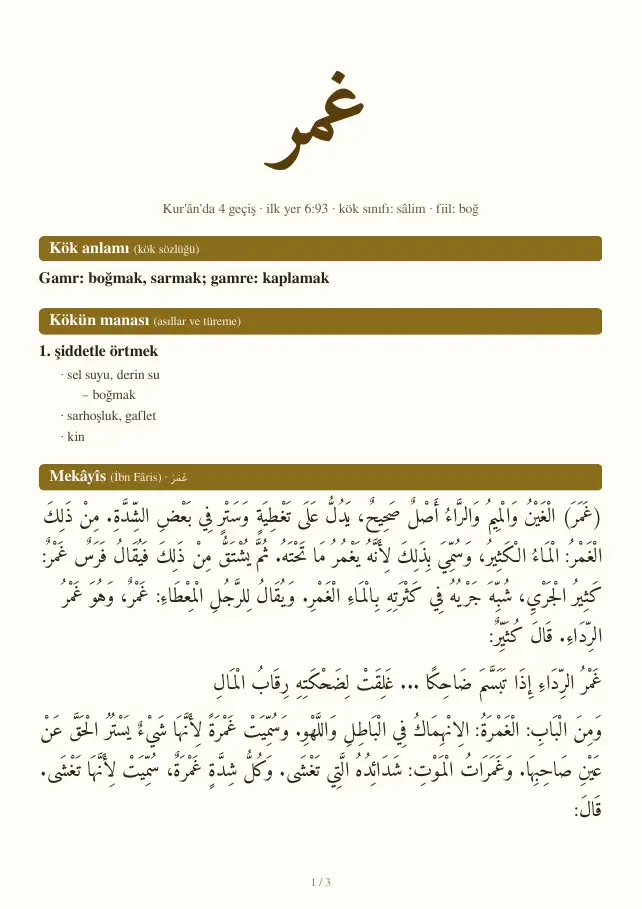 غمر
Kur'ân'da 4 geçiş · ilk yer 6:93 · kök sınıfı: sâlim · fiil: boğ
Kök anlamı (kök sözlüğü)
Gamr: boğmak, sarmak; gamre: kaplamak
Kökün manası (asıllar ve türeme)
1. şiddetle örtmek
· sel suyu, derin su
– boğmak
· sarhoşluk, gaflet
· kin
Mekâyîs (İbn Fâris) · غَمَرَ
(غَمَرَ) الْغَيْنُ وَالْمِيمُ وَالرَّاءُ أَصْلٌ صَحِيحٌ، يَدُلُّ عَلَى تَغْطِيَةٍ وَسَتْرٍ فِي بَعْضِ الشِّدَّةِ. مِنْ ذَلِكَ
الْغَمْرُ: الْمَاءُ الْكَثِيرُ، وَسُمِّيَ بِذَلِكَ لِأَنَّهُ يَغْمُرُ مَا تَحْتَهُ. ثُمَّ يُشْتَقُّ مِنْ ذَلِكَ فَيُقَالُ فَرَسٌ غَمْرٌ:
كَثِيرُ الْجَرْيِ، شُبِّهَ جَرْيُهُ فِي كَثْرَتِهِ بِالْمَاءِ الْغَمْرِ. وَيُقَالُ لِلرَّجُلِ الْمِعْطَاءِ: غَمْرٌ، وَهُوَ غَمْرُ
الرِّدَاءِ. قَالَ كُثَيِّرٌ:
غَمْرُ الرِّدَاءِ إِذَا تَبَسَّمَ ضَاحِكًا ... غَلِقَتْ لِضَحْكَتِهِ رِقَابُ الْمَالِ
وَمِنَ الْبَابِ: الْغَمْرَةُ: الِانْهِمَاكُ فِي الْبَاطِلِ وَاللَّهْوِ. وَسُمِّيَتْ غَمْرَةً لِأَنَّهَا شَيْءٌ يَسْتُرُ الْحَقَّ عَنْ
عَيْنِ صَاحِبِهَا. وَغَمَرَاتُ الْمَوْتِ: شَدَائِدُهُ الَّتِي تَغْشَى. وَكُلُّ شِدَّةٍ غَمْرَةٌ، سُمِّيَتْ لِأَنَّهَا تَغْشَى.
قَالَ:
1 / 3